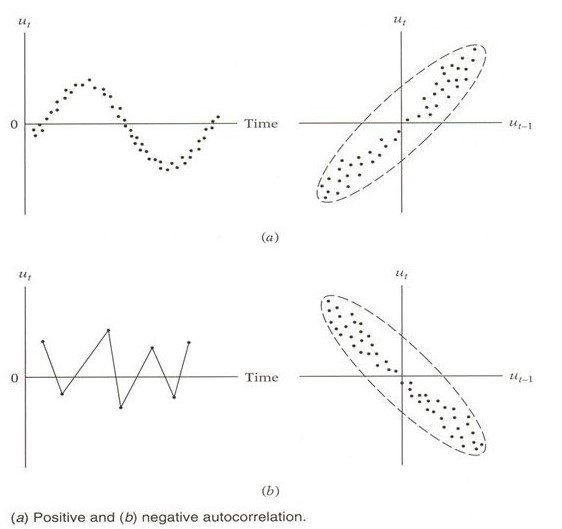 u_t
u_t
0
Time
u_{t–1}
(a)
u_t
u_t
0
Time
u_{t–1}
(b)
(a) Positive and (b) negative autocorrelation.